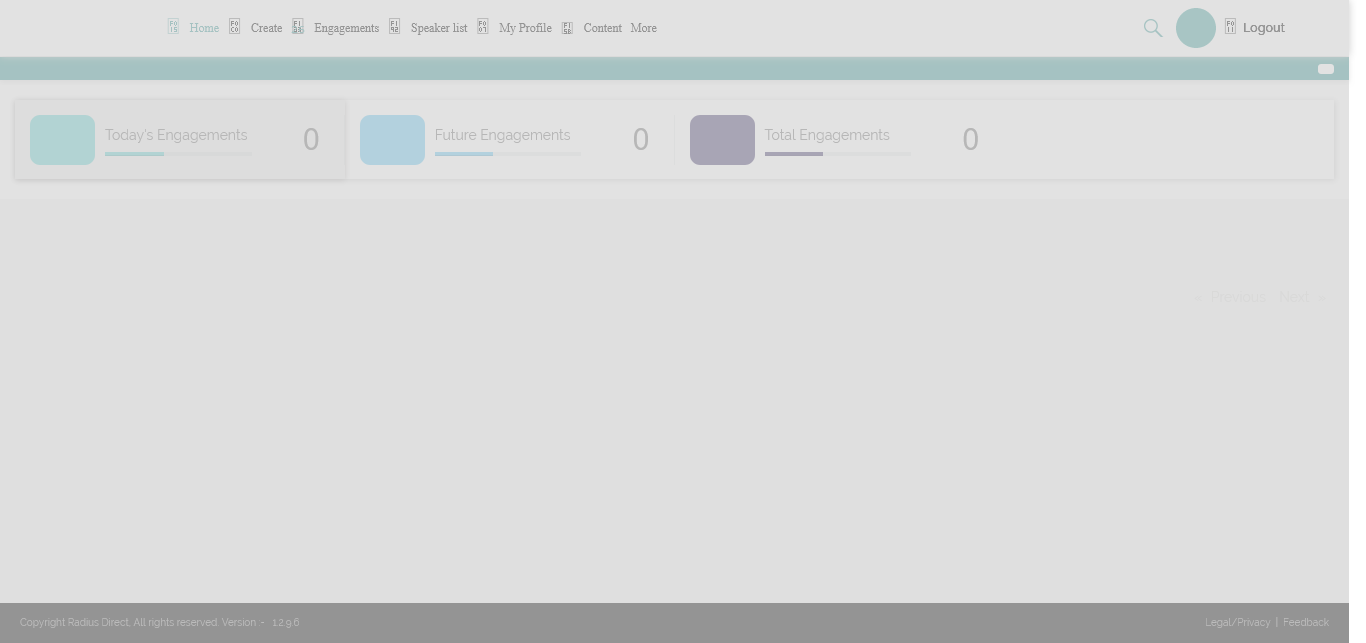 Home Create Engagements Speaker list My Profile Content More Logout
Today's Engagements 0 Future Engagements 0 Total Engagements 0
« Previous Next »
Copyright Radius Direct, All rights reserved. Version - 1.2.9.6 Legal/Privacy | Feedback